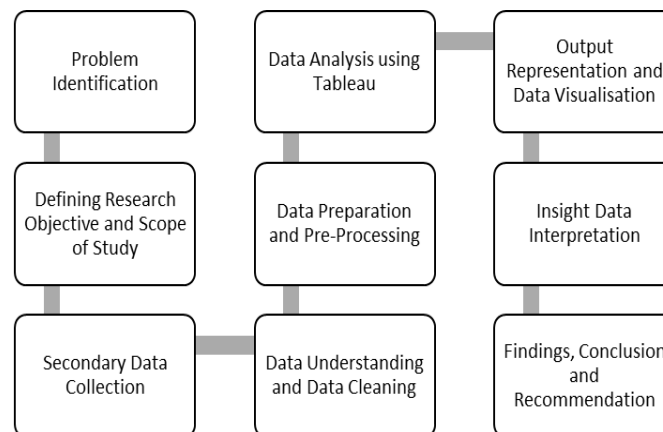 Problem
Identification
Defining Research
Objective and Scope
of Study
Secondary Data
Collection
Data Understanding
and Data Cleaning
Data Preparation
and Pre-Processing
Data Analysis using
Tableau
Output
Representation and
Data Visualisation
Insight Data
Interpretation
Findings, Conclusion
and
Recommendation